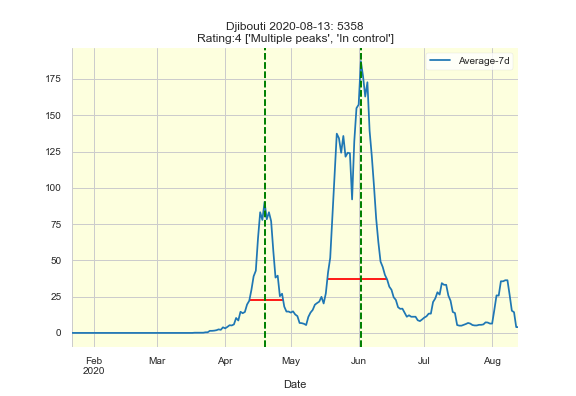 Djibouti 2020-08-13: 5358
Rating:4 ['Multiple peaks', 'In control']
Average-7d
175
150
125
100
75
50
25
0
Feb
2020
Mar
Apr
May
Jun
Jul
Aug
Date